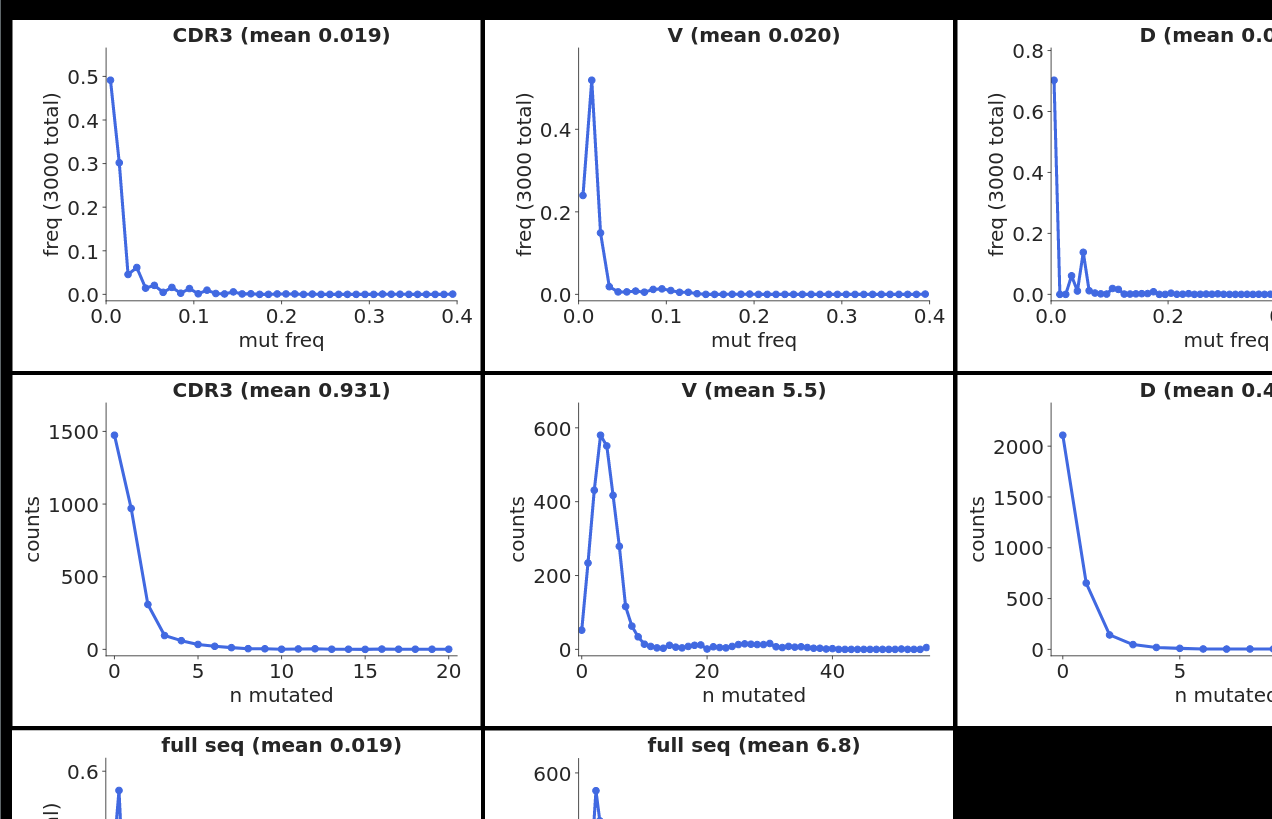 CDR3 (mean 0.019)
freq (3000 total)
0.5
0.4
0.3
0.2
0.1
0.0
0.0 0.1 0.2 0.3 0.4
mut freq
V (mean 0.020)
freq (3000 total)
0.4
0.2
0.0
0.0 0.1 0.2 0.3 0.4
mut freq
D (mean 0.0
freq (3000 total)
0.8
0.6
0.4
0.2
0.0
0.0 0.2
mut freq
CDR3 (mean 0.931)
counts
1500
1000
500
0
0 5 10 15 20
n mutated
V (mean 5.5)
counts
600
400
200
0
0 20 40
n mutated
D (mean 0.4
counts
2000
1500
1000
500
0
0 5
n mutated
full seq (mean 0.019)
0.6
full seq (mean 6.8)
600